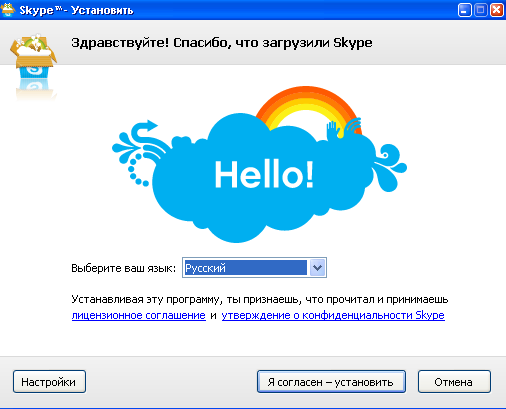 Skype™ - Установить
Здравствуйте! Спасибо, что загрузили Skype
Hello!
Выберите ваш язык: Русский
Устанавливая эту программу, ты признаешь, что прочитал и принимаешь
лицензионное соглашение и утверждение о конфиденциальности Skype
Настройки Я согласен – установить Отмена